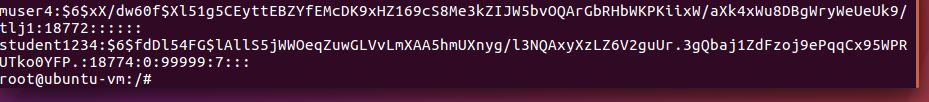 muser4:$6$xX/dw60f$Xl51g5CEyttEBZYfEMcDK9xHZ169cS8Me3kZIJW5bvOQArGbRHbWKPKiixW/aXk4xWu8DBgWryWeUeUk9/
tlj1:18772::::::
student1234:$6$fdDl54FG$lAllS5jWWOeqZuwGLVvLmXAA5hmUXnyg/l3NQAxyXzLZ6V2guUr.3gQbaj1ZdFzoj9ePqqCx95WPR
UTko0YFP.:18774:0:99999:7:::
root@ubuntu-vm:/#